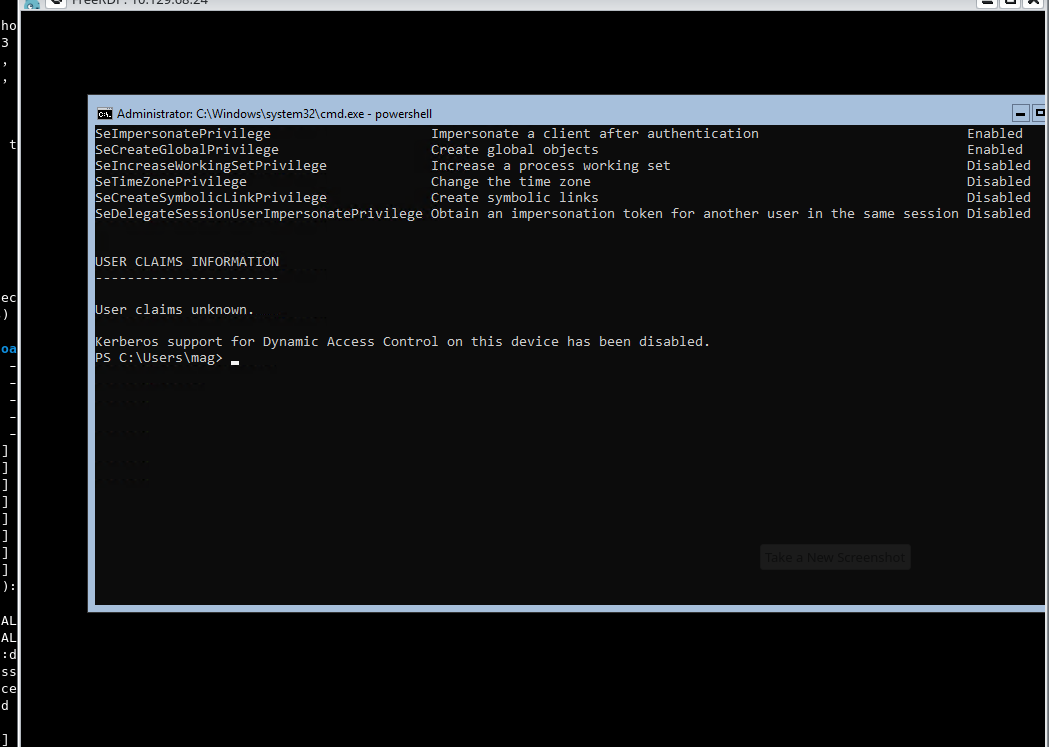 FreeRDP: 10.129.68.24
ho
3
,
,
t
ec
)
oa
-
-
-
-
-
]
]
]
]
]
]
]
]
):
AL
AL
:d
ss
ce
d
]
Administrator: C:\Windows\system32\cmd.exe - powershell
SeImpersonatePrivilege Impersonate a client after authentication Enabled
SeCreateGlobalPrivilege Create global objects Enabled
SeIncreaseWorkingSetPrivilege Increase a process working set Disabled
SeTimeZonePrivilege Change the time zone Disabled
SeCreateSymbolicLinkPrivilege Create symbolic links Disabled
SeDelegateSessionUserImpersonatePrivilege Obtain an impersonation token for another user in the same session Disabled
USER CLAIMS INFORMATION
-----------------------
User claims unknown.
Kerberos support for Dynamic Access Control on this device has been disabled.
PS C:\Users\mag>
Take a New Screenshot